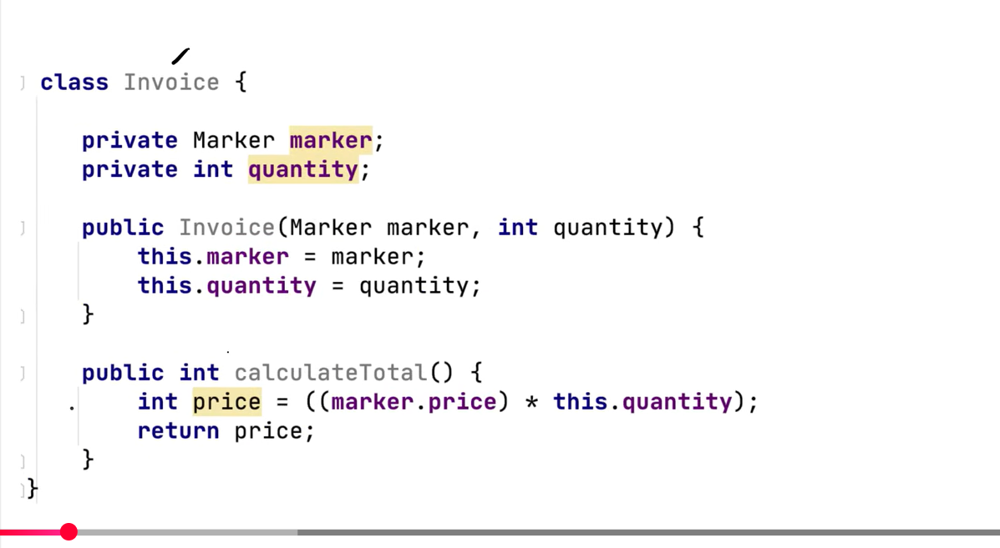 class Invoice {
private Marker marker;
private int quantity;
public Invoice(Marker marker, int quantity) {
this.marker = marker;
this.quantity = quantity;
}
public int calculateTotal() {
int price = ((marker.price) * this.quantity);
return price;
}
}